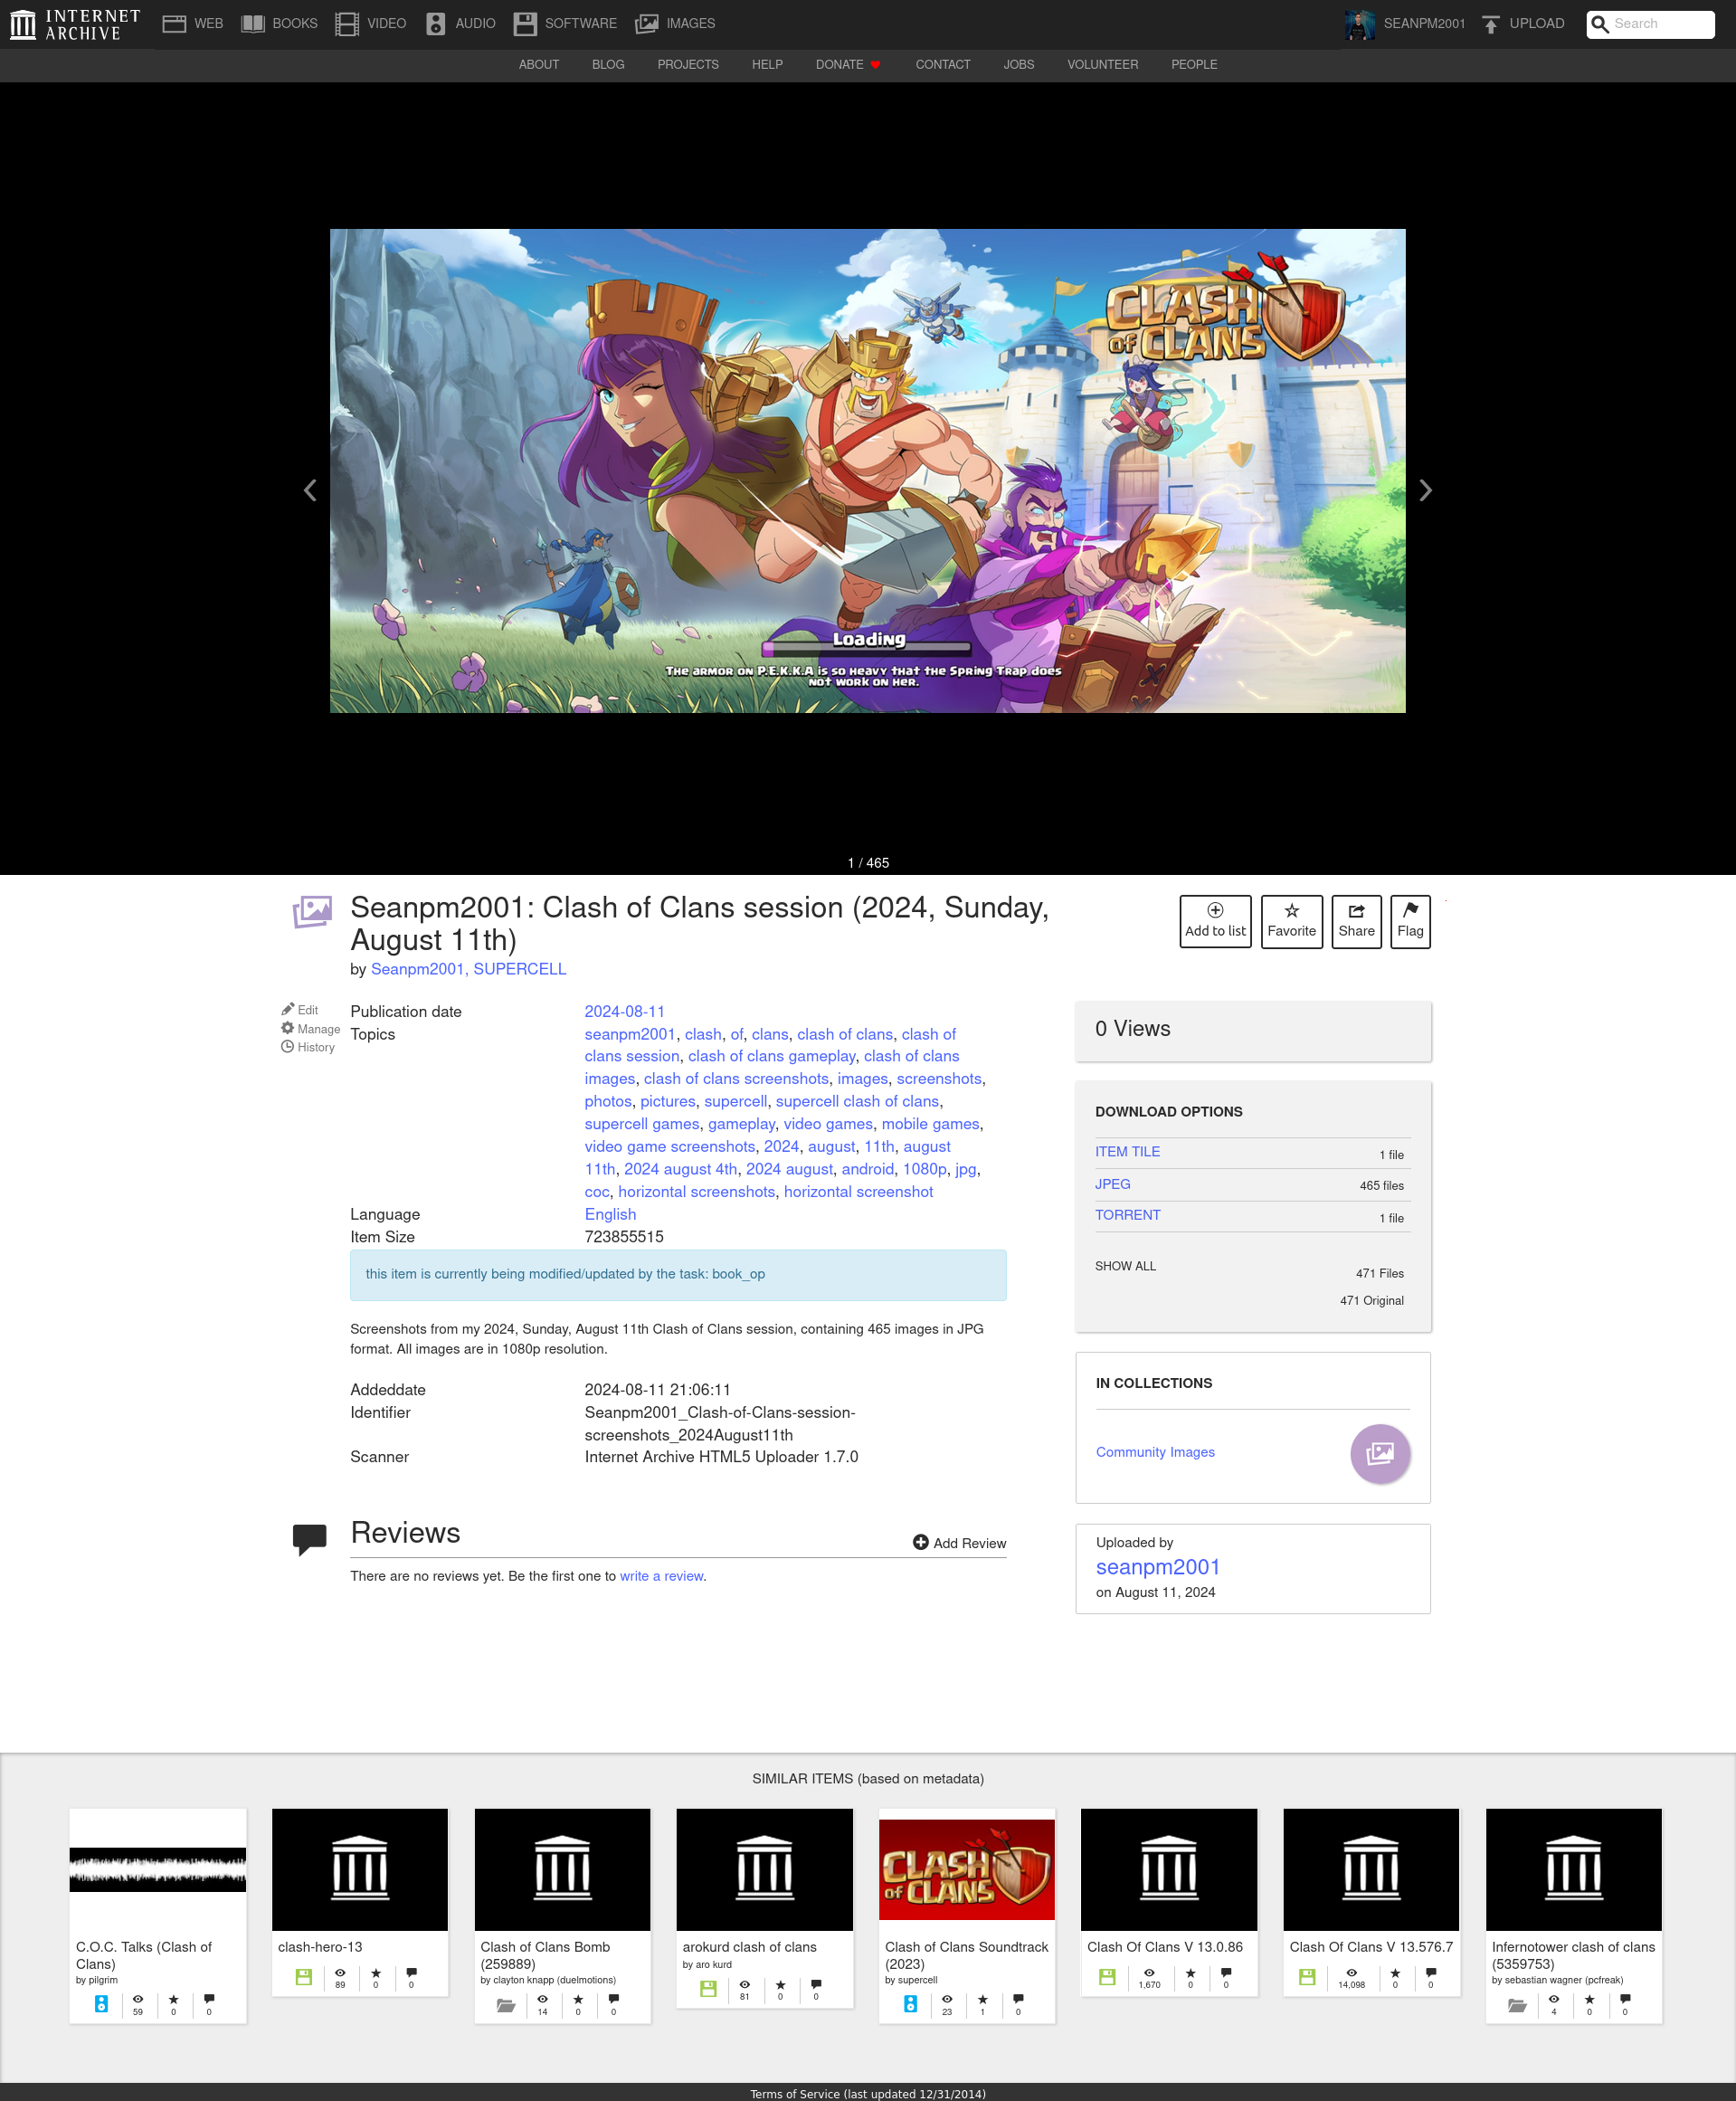 INTERNET
ARCHIVE
WEB
BOOKS
VIDEO
AUDIO
SOFTWARE
IMAGES
SEANPM2001
UPLOAD
Search
ABOUT
BLOG
PROJECTS
HELP
DONATE
CONTACT
JOBS
VOLUNTEER
PEOPLE
CLASH
OF CLANS
Loading
The armor on P.E.K.K.A is so heavy that the Spring Trap does
not work on her.
1 / 465
Seanpm2001: Clash of Clans session (2024, Sunday,
August 11th)
by Seanpm2001, SUPERCELL
Add to list
Favorite
Share
Flag
Edit
Manage
History
Publication date 2024-08-11
Topics seanpm2001, clash, of, clans, clash of clans, clash of
clans session, clash of clans gameplay, clash of clans
images, clash of clans screenshots, images, screenshots,
photos, pictures, supercell, supercell clash of clans,
supercell games, gameplay, video games, mobile games,
video game screenshots, 2024, august, 11th, august
11th, 2024 august 4th, 2024 august, android, 1080p, jpg,
coc, horizontal screenshots, horizontal screenshot
Language English
Item Size 723855515
this item is currently being modified/updated by the task: book_op
Screenshots from my 2024, Sunday, August 11th Clash of Clans session, containing 465 images in JPG
format. All images are in 1080p resolution.
Addeddate 2024-08-11 21:06:11
Identifier Seanpm2001_Clash-of-Clans-session-
screenshots_2024August11th
Scanner Internet Archive HTML5 Uploader 1.7.0
Reviews
Add Review
There are no reviews yet. Be the first one to write a review.
0 Views
DOWNLOAD OPTIONS
ITEM TILE 1 file
JPEG 465 files
TORRENT 1 file
SHOW ALL 471 Files
471 Original
IN COLLECTIONS
Community Images
Uploaded by
seanpm2001
on August 11, 2024
SIMILAR ITEMS (based on metadata)
C.O.C. Talks (Clash of
Clans)
by pilgrim
59 0 0
clash-hero-13
89 0 0
Clash of Clans Bomb
(259889)
by clayton knapp (duelmotions)
14 0 0
arokurd clash of clans
by aro kurd
81 0 0
CLASH
OF CLANS
Clash of Clans Soundtrack
(2023)
by supercell
23 1 0
Clash Of Clans V 13.0.86
1,670 0 0
Clash Of Clans V 13.576.7
14,098 0 0
Infernotower clash of clans
(5359753)
by sebastian wagner (pcfreak)
4 0 0
Terms of Service (last updated 12/31/2014)